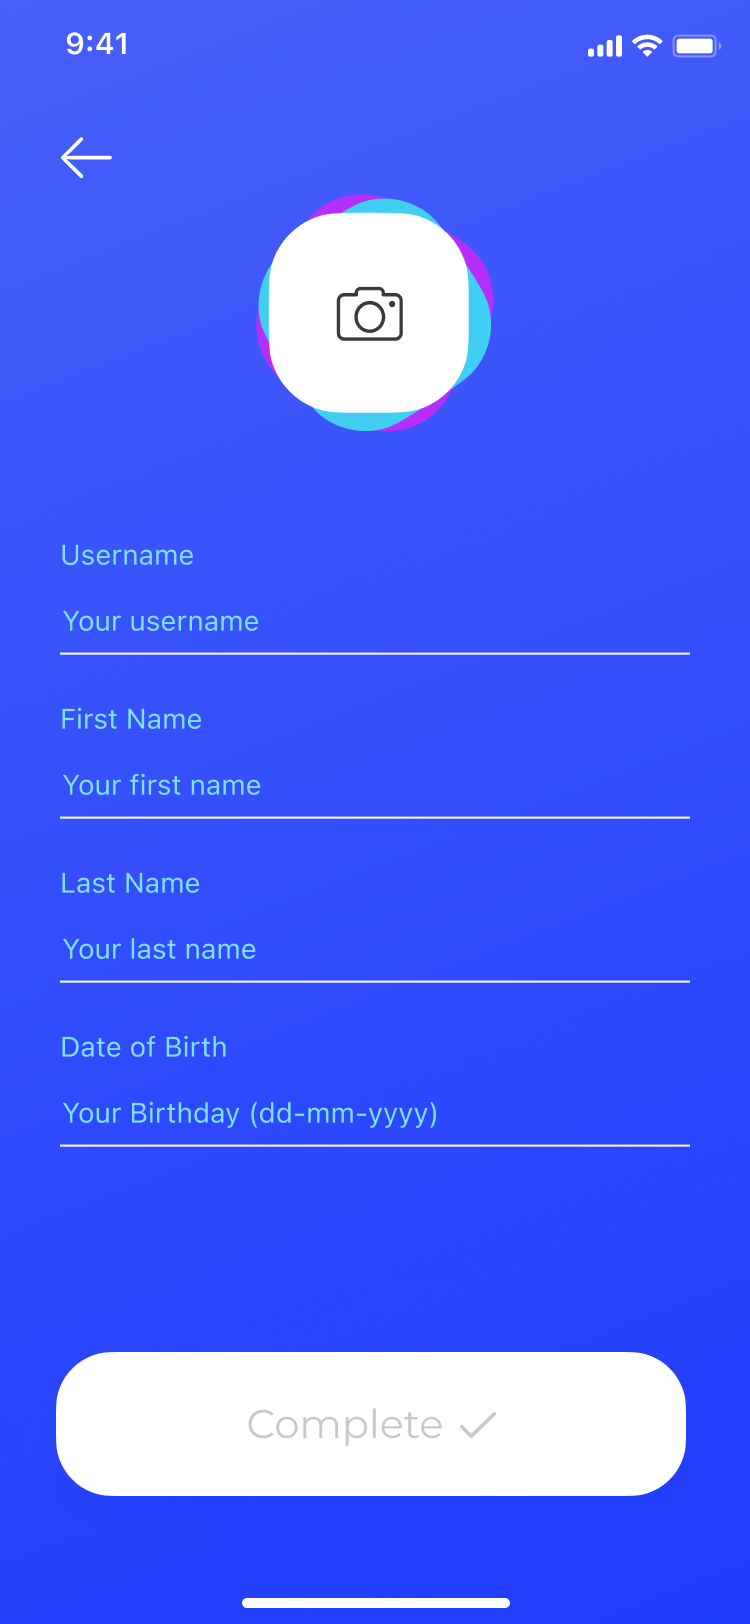 9:41
Username
Your username
First Name
Your first name
Last Name
Your last name
Date of Birth
Your Birthday (dd-mm-yyyy)
Complete